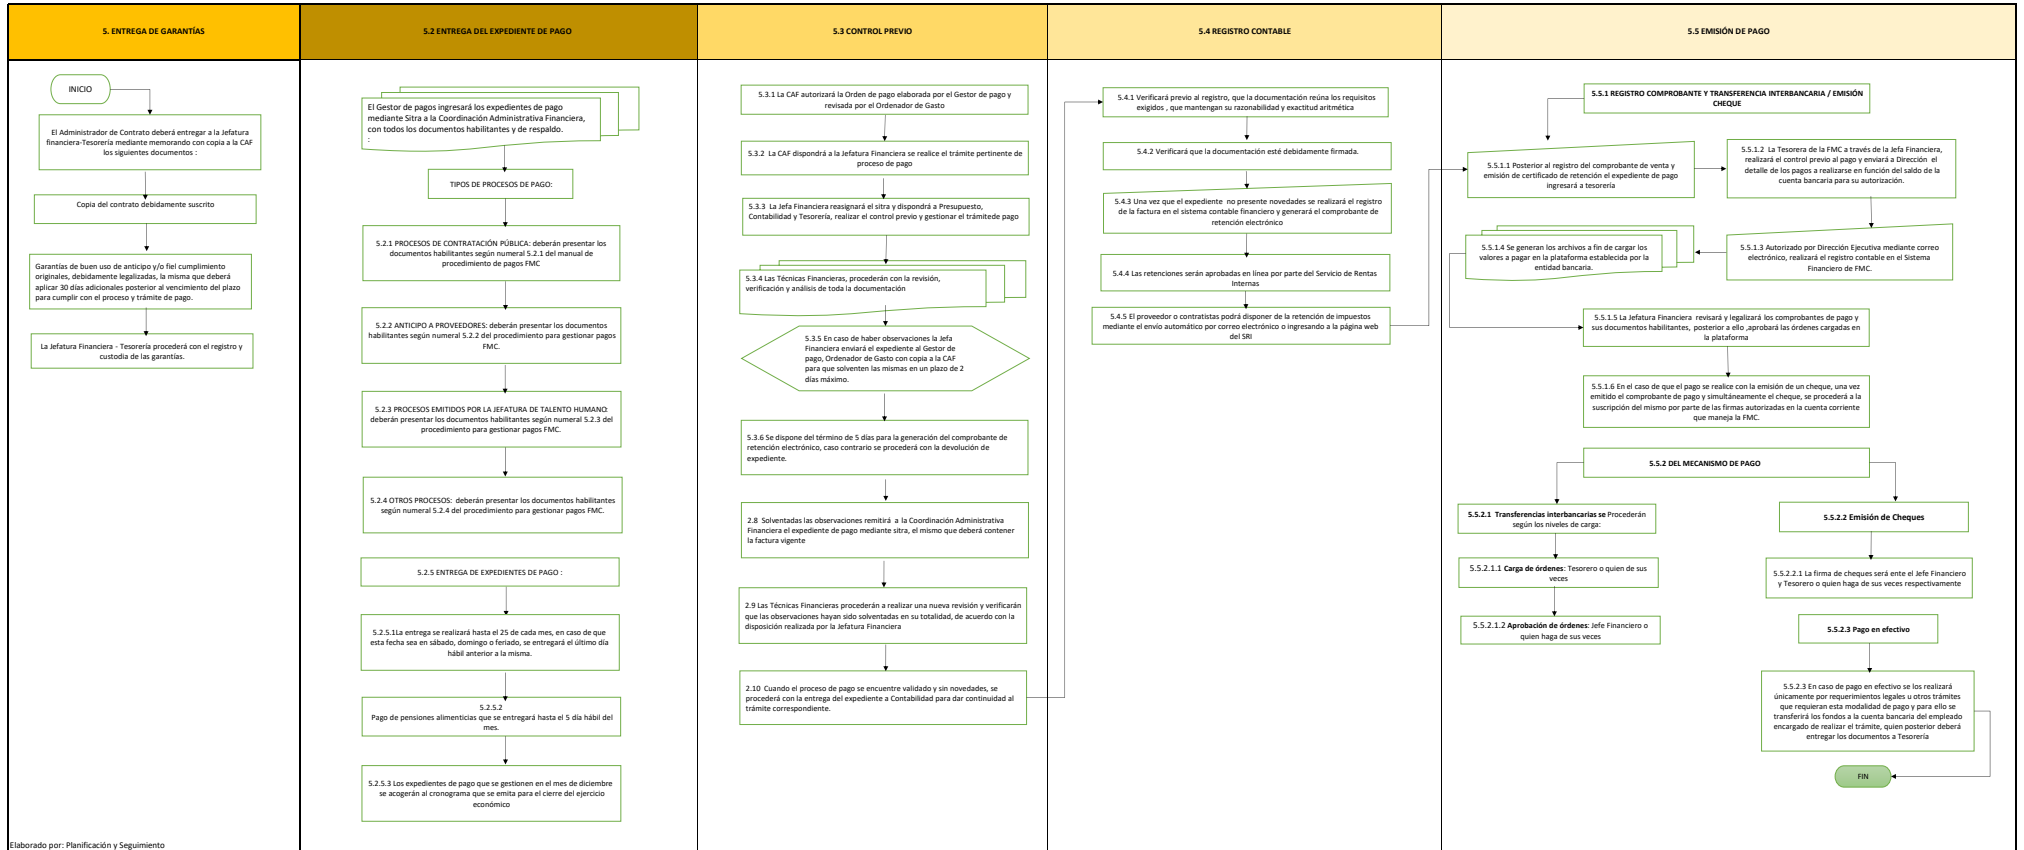 5. ENTREGA DE GARANTÍAS
5.2 ENTREGA DEL EXPEDIENTE DE PAGO
5.3 CONTROL PREVIO
5.4 REGISTRO CONTABLE
5.5 EMISIÓN DE PAGO
INICIO
El Administrador de Contrato deberá entregar a la Jefatura
financiera-Tesorería mediante memorando con copia a la CAF
los siguientes documentos :
Copia del contrato debidamente suscrito
Garantías de buen uso de anticipo y/o fiel cumplimiento
originales, debidamente legalizadas, la misma que deberá
aplicar 30 días adicionales posterior al vencimiento del plazo
para cumplir con el proceso y trámite de pago.
La Jefatura Financiera - Tesorería procederá con el registro y
custodia de las garantías.
Elaborado por: Planificación y Seguimiento
El Gestor de pagos ingresará los expedientes de pago
mediante Sitra a la Coordinación Administrativa Financiera,
con todos los documentos habilitantes y de respaldo.
:
TIPOS DE PROCESOS DE PAGO:
5.2.1 PROCESOS DE CONTRATACIÓN PÚBLICA: deberán presentar los
documentos habilitantes según numeral 5.2.1 del manual de
procedimiento de pagos FMC
5.2.2 ANTICIPO A PROVEEDORES: deberán presentar los documentos
habilitantes según numeral 5.2.2 del procedimiento para gestionar pagos
FMC.
5.2.3 PROCESOS EMITIDOS POR LA JEFATURA DE TALENTO HUMANO:
deberán presentar los documentos habilitantes según numeral 5.2.3 del
procedimiento para gestionar pagos FMC.
5.2.4 OTROS PROCESOS: deberán presentar los documentos habilitantes
según numeral 5.2.4 del procedimiento para gestionar pagos FMC.
5.2.5 ENTREGA DE EXPEDIENTES DE PAGO :
5.2.5.1La entrega se realizará hasta el 25 de cada mes, en caso de que
esta fecha sea en sábado, domingo o feriado, se entregará el último día
hábil anterior a la misma.
5.2.5.2
Pago de pensiones alimenticias que se entregará hasta el 5 día hábil del
mes.
5.2.5.3 Los expedientes de pago que se gestionen en el mes de diciembre
se acogerán al cronograma que se emita para el cierre del ejercicio
económico
5.3.1 La CAF autorizará la Orden de pago elaborada por el Gestor de pago y
revisada por el Ordenador de Gasto
5.3.2 La CAF dispondrá a la Jefatura Financiera se realice el trámite pertinente de
proceso de pago
5.3.3 La Jefa Financiera reasignará el sitra y dispondrá a Presupuesto,
Contabilidad y Tesorería, realizar el control previo y gestionar el trámitede pago
5.3.4 Las Técnicas Financieras, procederán con la revisión,
verificación y análisis de toda la documentación
5.3.5 En caso de haber observaciones la Jefa
Financiera enviará el expediente al Gestor de
pago, Ordenador de Gasto con copia a la CAF
para que solventen las mismas en un plazo de 2
días máximo.
5.3.6 Se dispone del término de 5 días para la generación del comprobante de
retención electrónico, caso contrario se procederá con la devolución de
expediente.
2.8 Solventadas las observaciones remitirá a la Coordinación Administrativa
Financiera el expediente de pago mediante sitra, el mismo que deberá contener
la factura vigente
2.9 Las Técnicas Financieras procederán a realizar una nueva revisión y verificarán
que las observaciones hayan sido solventadas en su totalidad, de acuerdo con la
disposición realizada por la Jefatura Financiera
2.10 Cuando el proceso de pago se encuentre validado y sin novedades, se
procederá con la entrega del expediente a Contabilidad para dar continuidad al
trámite correspondiente.
5.4.1 Verificará previo al registro, que la documentación reúna los requisitos
exigidos , que mantengan su razonabilidad y exactitud aritmética
5.4.2 Verificará que la documentación esté debidamente firmada.
5.4.3 Una vez que el expediente no presente novedades se realizará el registro
de la factura en el sistema contable financiero y generará el comprobante de
retención electrónico
5.4.4 Las retenciones serán aprobadas en línea por parte del Servicio de Rentas
Internas
5.4.5 El proveedor o contratistas podrá disponer de la retención de impuestos
mediante el envío automático por correo electrónico o ingresando a la página web
del SRI
5.5.1 REGISTRO COMPROBANTE Y TRANSFERENCIA INTERBANCARIA / EMISIÓN
CHEQUE
5.5.1.1 Posterior al registro del comprobante de venta y
emisión de certificado de retención el expediente de pago
ingresará a tesorería
5.5.1.2 La Tesorera de la FMC a través de la Jefa Financiera,
realizará el control previo al pago y enviará a Dirección el
detalle de los pagos a realizarse en función del saldo de la
cuenta bancaria para su autorización.
5.5.1.3 Autorizado por Dirección Ejecutiva mediante correo
electrónico, realizará el registro contable en el Sistema
Financiero de FMC.
5.5.1.4 Se generan los archivos a fin de cargar los
valores a pagar en la plataforma establecida por la
entidad bancaria.
5.5.1.5 La Jefatura Financiera revisará y legalizará los comprobantes de pago y
sus documentos habilitantes, posterior a ello ,aprobará las órdenes cargadas en
la plataforma
5.5.1.6 En el caso de que el pago se realice con la emisión de un cheque, una vez
emitido el comprobante de pago y simultáneamente el cheque, se procederá a la
suscripción del mismo por parte de las firmas autorizadas en la cuenta corriente
que maneja la FMC.
5.5.2 DEL MECANISMO DE PAGO
5.5.2.1 Transferencias interbancarias se Procederán
según los niveles de carga:
5.5.2.1.1 Carga de órdenes: Tesorero o quien de sus
veces
5.5.2.1.2 Aprobación de órdenes: Jefe Financiero o
quien haga de sus veces
5.5.2.2 Emisión de Cheques
5.5.2.2.1 La firma de cheques será ente el Jefe Financiero
y Tesorero o quien haga de sus veces respectivamente
5.5.2.3 Pago en efectivo
5.5.2.3 En caso de pago en efectivo se los realizará
únicamente por requerimientos legales u otros trámites
que requieran esta modalidad de pago y para ello se
transferirá los fondos a la cuenta bancaria del empleado
encargado de realizar el trámite, quien posterior deberá
entregar los documentos a Tesorería
FIN